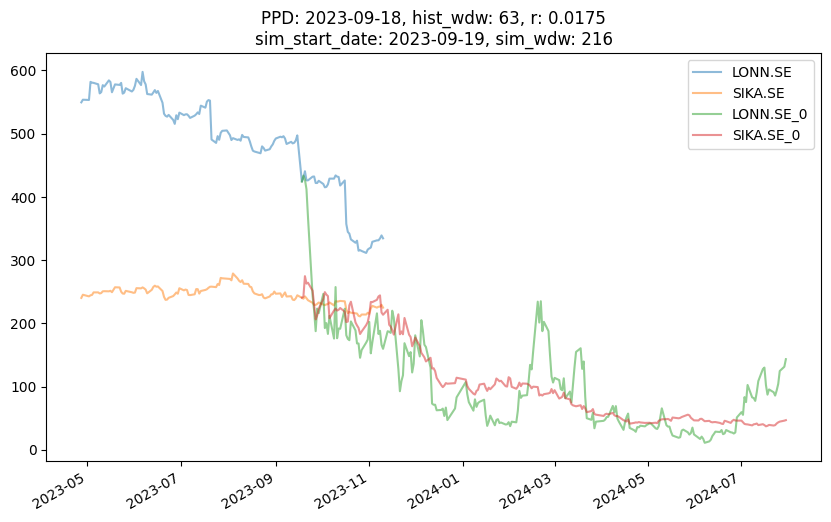 PPD: 2023-09-18, hist_wdw: 63, r: 0.0175
sim_start_date: 2023-09-19, sim_wdw: 216
LONN.SE
SIKA.SE
LONN.SE_0
SIKA.SE_0
600
500
400
300
200
100
0
2023-05
2023-07
2023-09
2023-11
2024-01
2024-03
2024-05
2024-07